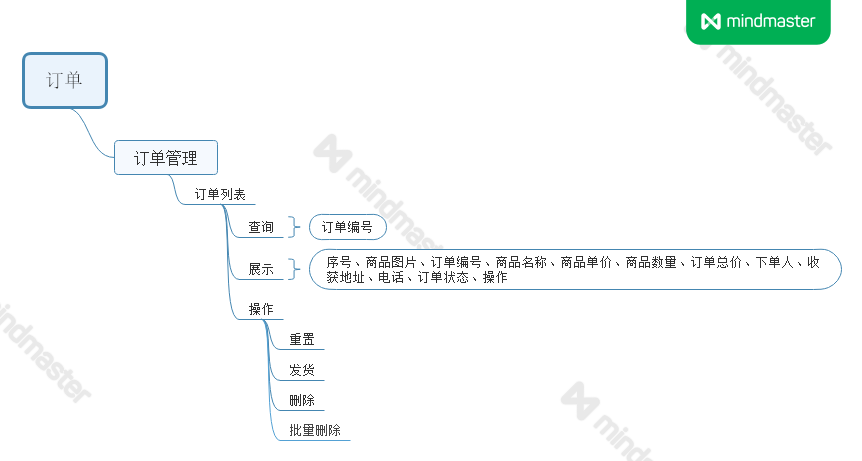 mindmaster
订单
mindmaster
订单管理
订单列表
mindmaster
查询
订单编号
展示
序号、商品图片、订单编号、商品名称、商品单价、商品数量、订单总价、下单人、收
获地址、电话、订单状态、操作
操作
mindmaster
重置
发货
删除
批量删除